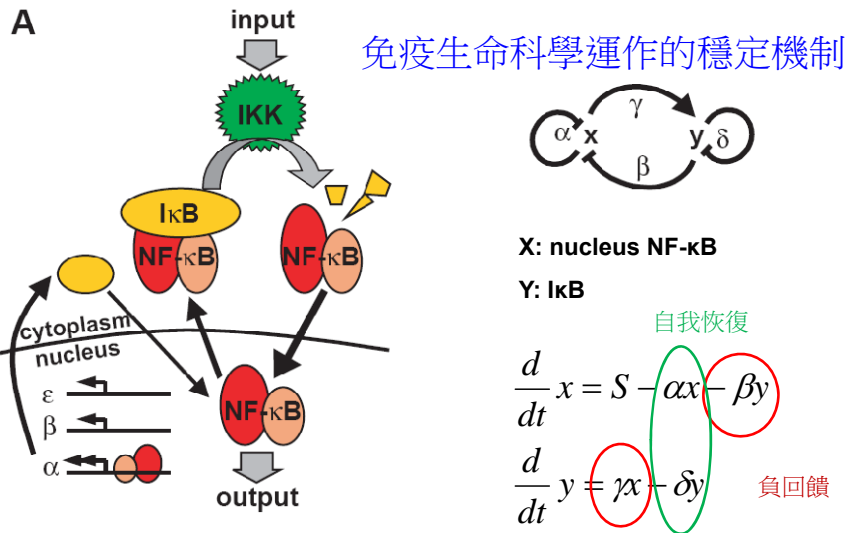 A
input
免疫生命科學運作的穩定機制
IKK
γ
α x y δ
β
IκB
NF-κB
NF-κB
X: nucleus NF-κB
Y: IκB
自我恢復
cytoplasm
nucleus
d/dt x = S − αx − βy
ε
β
α
NF-κB
d/dt y = γx − δy
負回饋
output